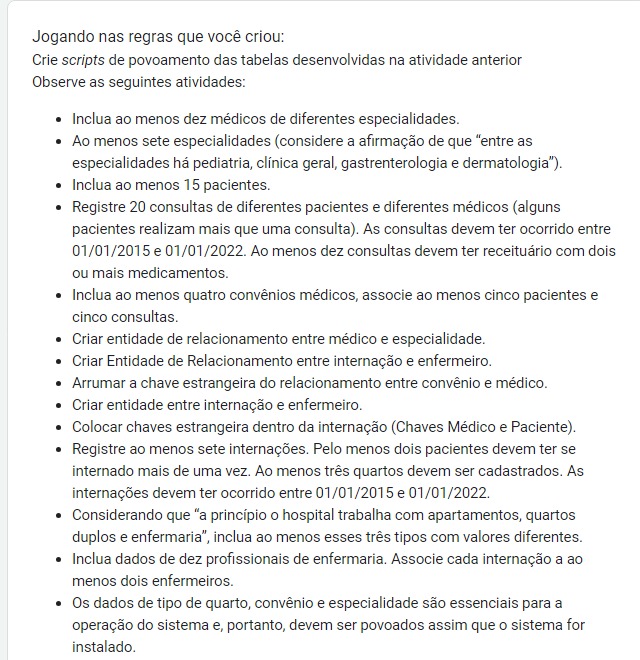 Jogando nas regras que você criou:
Crie scripts de povoamento das tabelas desenvolvidas na atividade anterior
Observe as seguintes atividades:
• Inclua ao menos dez médicos de diferentes especialidades.
• Ao menos sete especialidades (considere a afirmação de que “entre as
especialidades há pediatria, clínica geral, gastrenterologia e dermatologia”).
• Inclua ao menos 15 pacientes.
• Registre 20 consultas de diferentes pacientes e diferentes médicos (alguns
pacientes realizam mais que uma consulta). As consultas devem ter ocorrido entre
01/01/2015 e 01/01/2022. Ao menos dez consultas devem ter receituário com dois
ou mais medicamentos.
• Inclua ao menos quatro convênios médicos, associe ao menos cinco pacientes e
cinco consultas.
• Criar entidade de relacionamento entre médico e especialidade.
• Criar Entidade de Relacionamento entre internação e enfermeiro.
• Arrumar a chave estrangeira do relacionamento entre convênio e médico.
• Criar entidade entre internação e enfermeiro.
• Colocar chaves estrangeira dentro da internação (Chaves Médico e Paciente).
• Registre ao menos sete internações. Pelo menos dois pacientes devem ter se
internado mais de uma vez. Ao menos três quartos devem ser cadastrados. As
internações devem ter ocorrido entre 01/01/2015 e 01/01/2022.
• Considerando que “a princípio o hospital trabalha com apartamentos, quartos
duplos e enfermaria”, inclua ao menos esses três tipos com valores diferentes.
• Inclua dados de dez profissionais de enfermaria. Associe cada internação a ao
menos dois enfermeiros.
• Os dados de tipo de quarto, convênio e especialidade são essenciais para a
operação do sistema e, portanto, devem ser povoados assim que o sistema for
instalado.